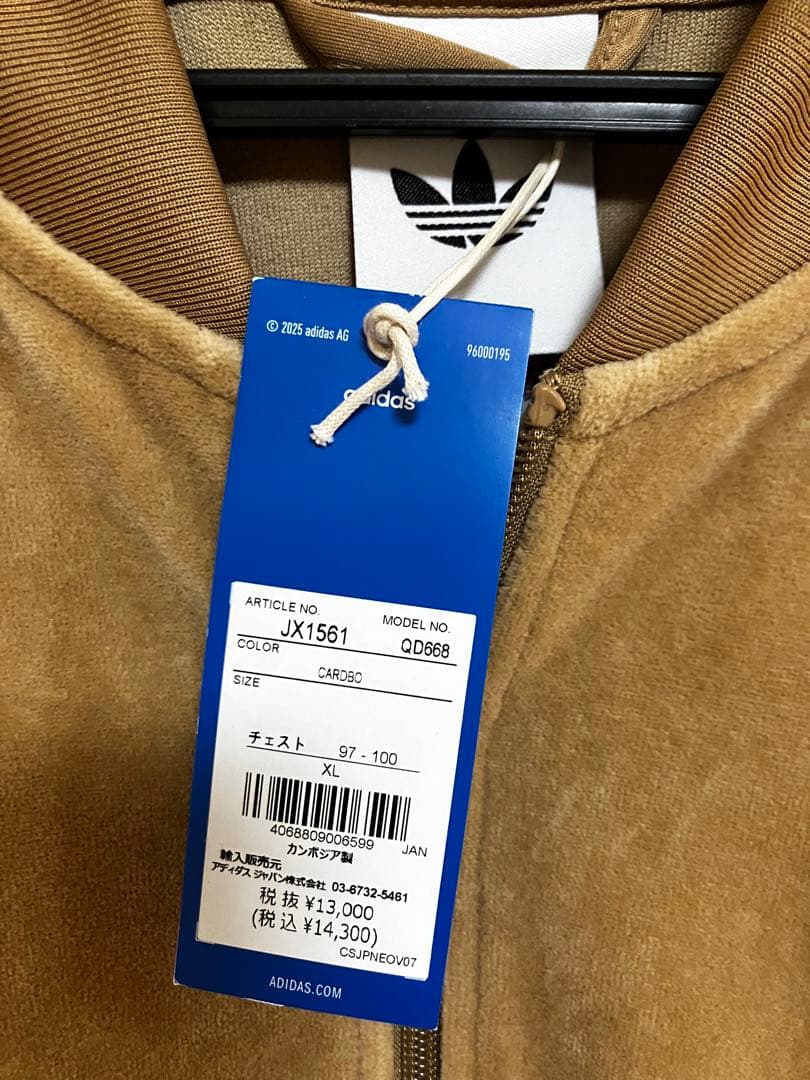 © 2025 adidas AG
96000195
adidas
ARTICLE NO.
JX1561
MODEL NO.
QD668
COLOR
CARDBO
SIZE
チェスト 97 - 100
XL
4068809006599 JAN
カンボジア製
輸入販売元
アディダス ジャパン株式会社 03-6732-5461
税抜 ¥13,000
(税込 ¥14,300)
CSJPNEOV07
ADIDAS.COM